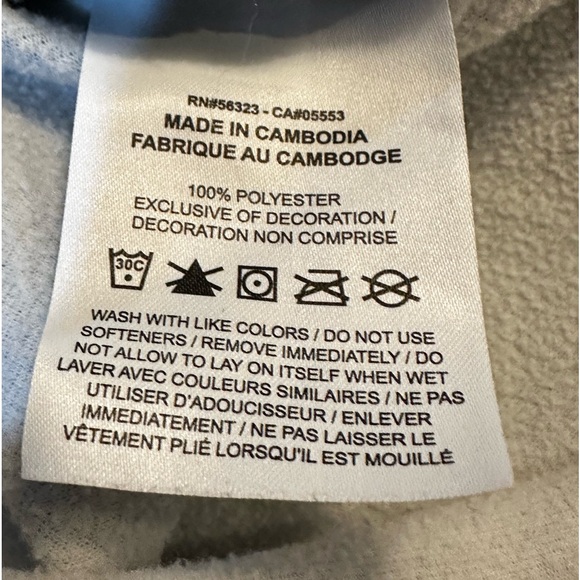 RN#56323 - CA#05553
MADE IN CAMBODIA
FABRIQUE AU CAMBODGE
100% POLYESTER
EXCLUSIVE OF DECORATION /
DECORATION NON COMPRISE
30C
WASH WITH LIKE COLORS / DO NOT USE
SOFTENERS / REMOVE IMMEDIATELY / DO
NOT ALLOW TO LAY ON ITSELF WHEN WET
LAVER AVEC COULEURS SIMILAIRES / NE PAS
UTILISER D'ADOUCISSEUR / ENLEVER
IMMEDIATEMENT / NE PAS LAISSER LE
VÊTEMENT PLIÉ LORSQU'IL EST MOUILLÉ